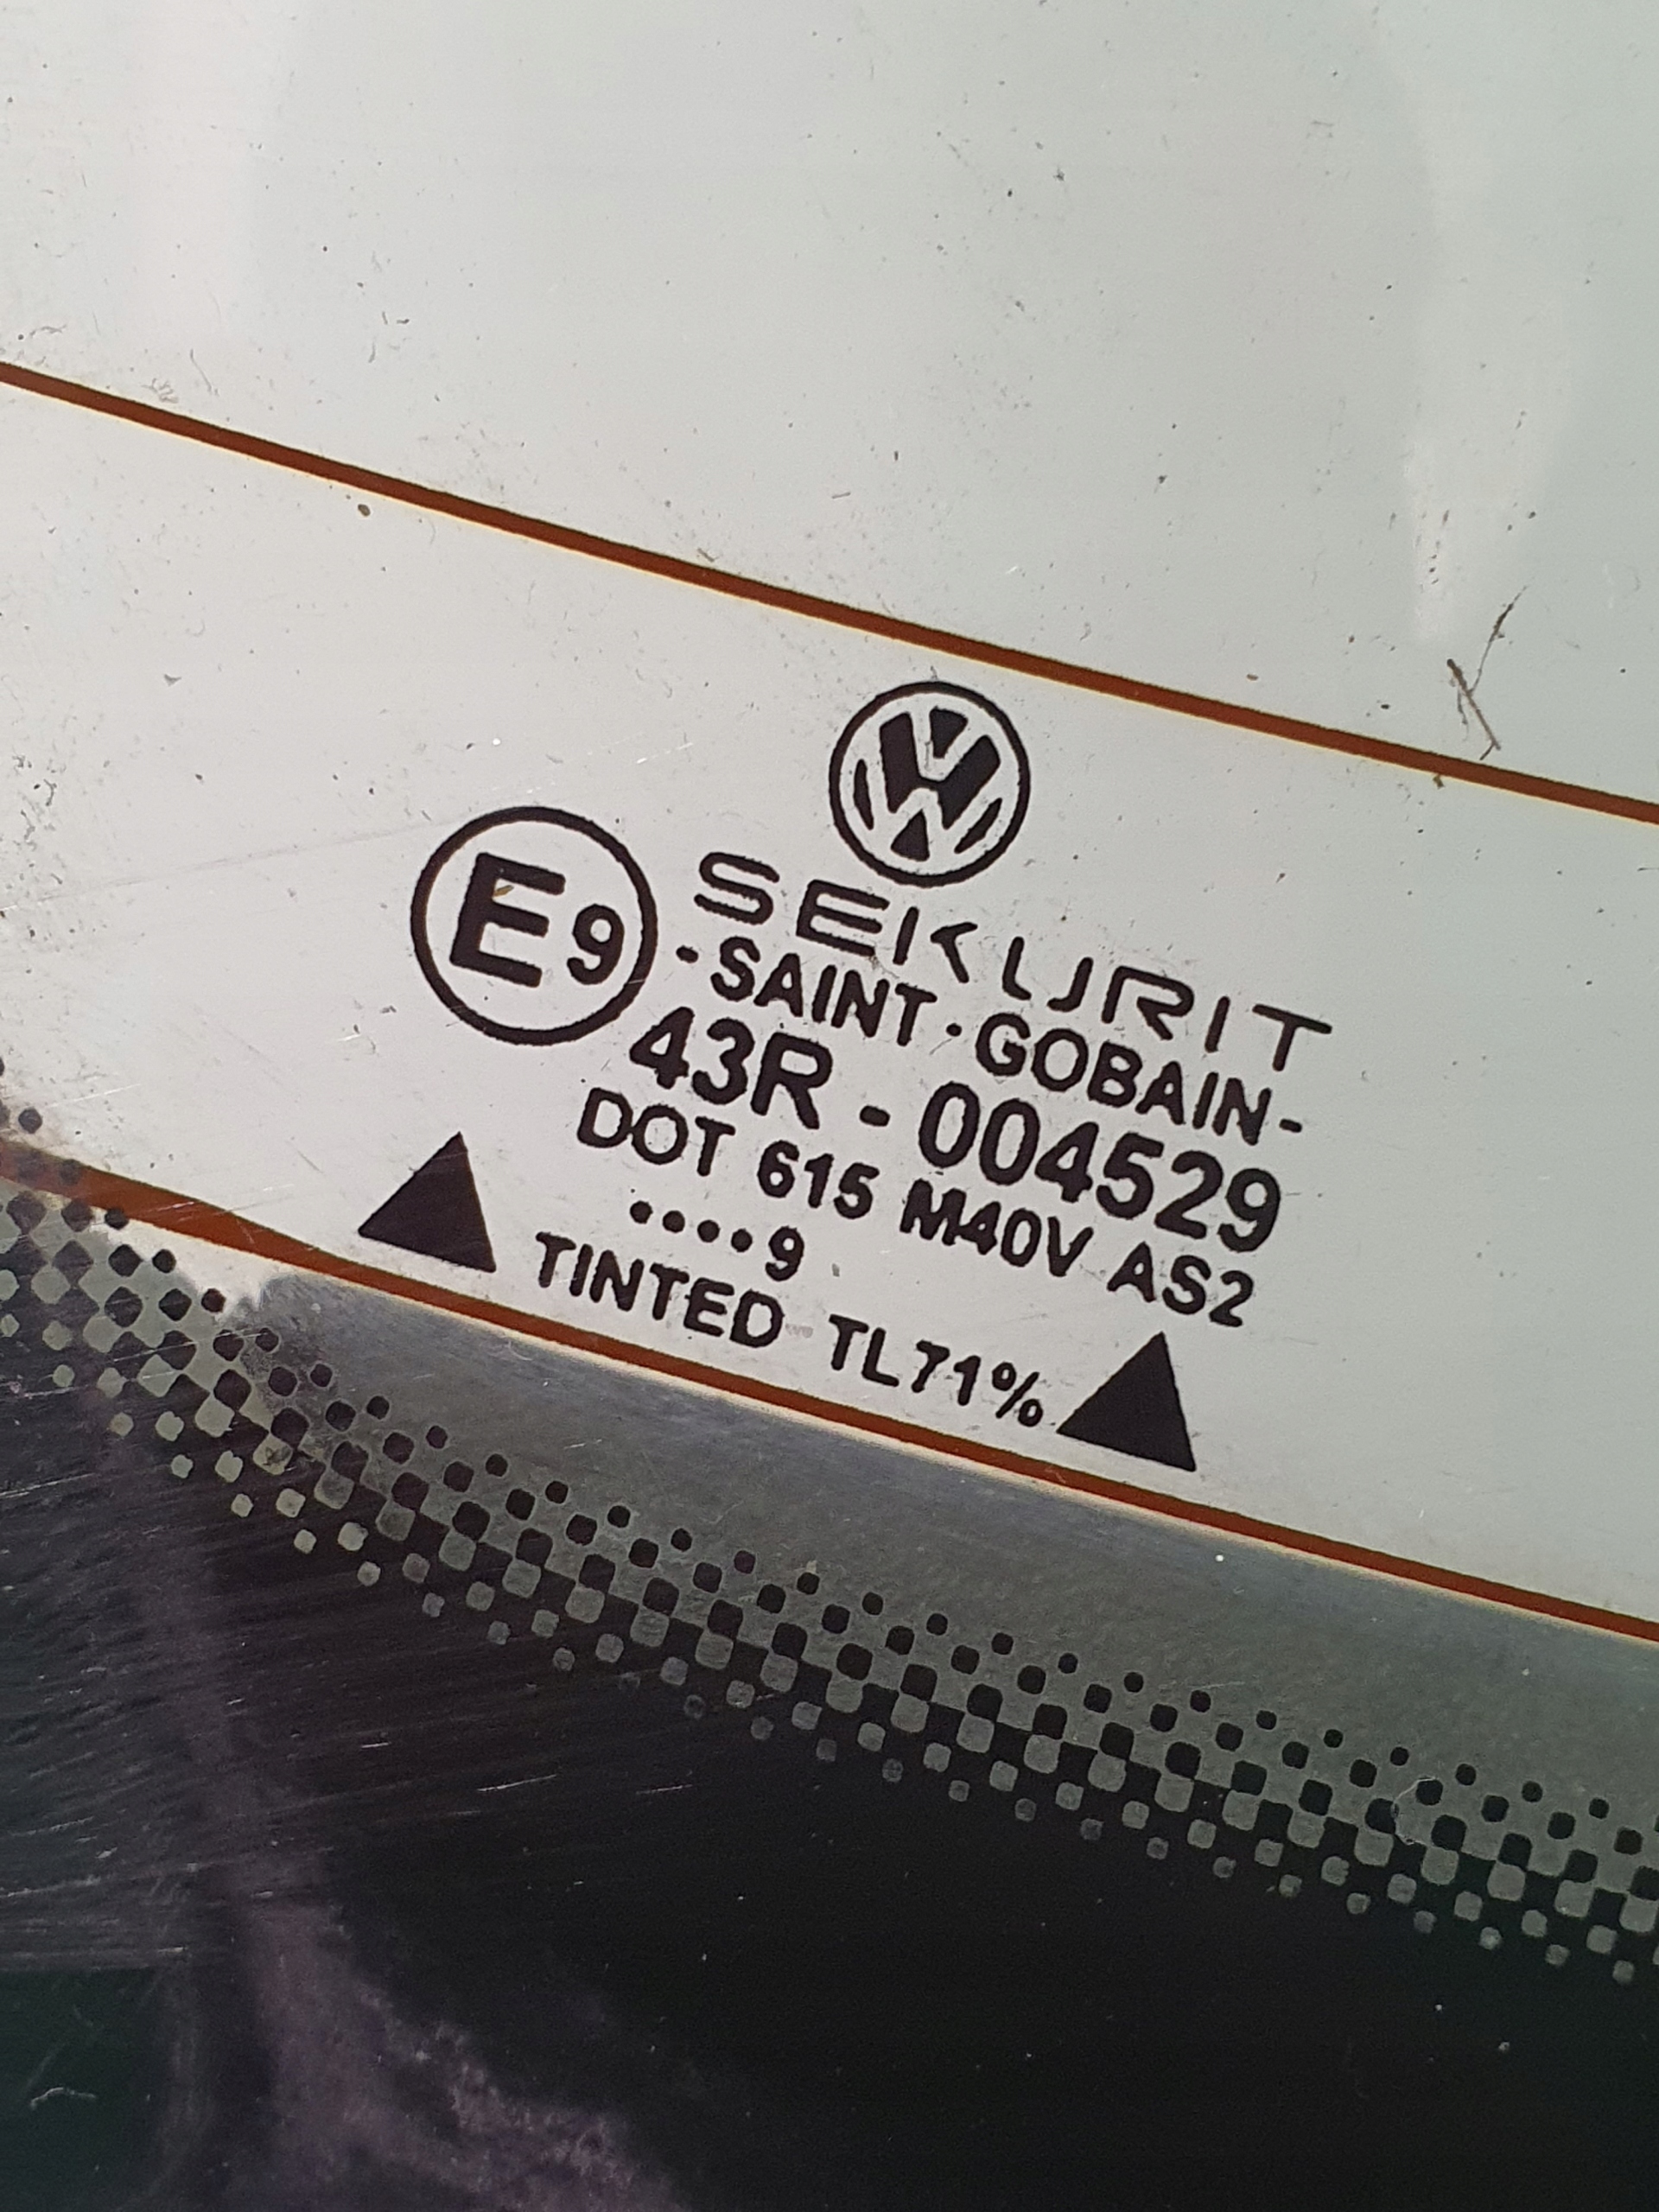 E9
SEKURIT
-SAINT·GOBAIN-
43R - 004529
DOT 615 M40V AS2
••••9
TINTED TL71%